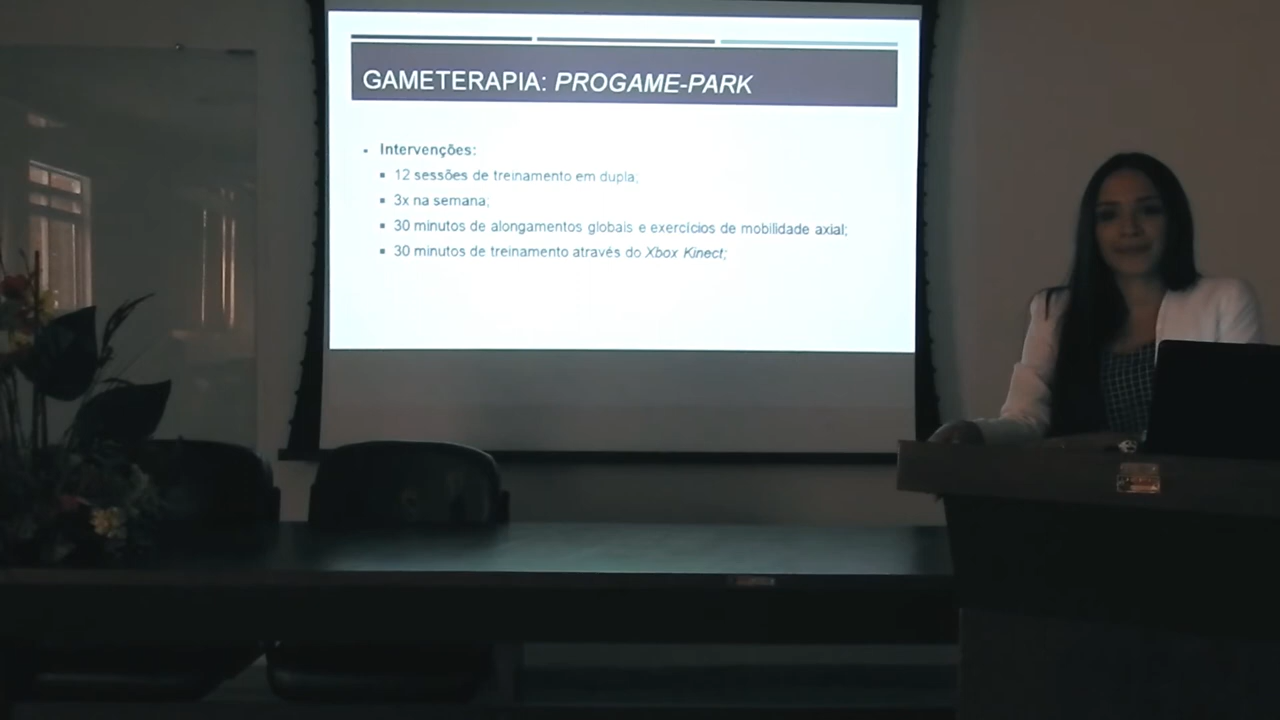 GAMETERAPIA: PROGAME-PARK
Intervenções:
12 sessões de treinamento em dupla;
3x na semana;
30 minutos de alongamentos globais e exercícios de mobilidade axial;
30 minutos de treinamento através do Xbox Kinect;